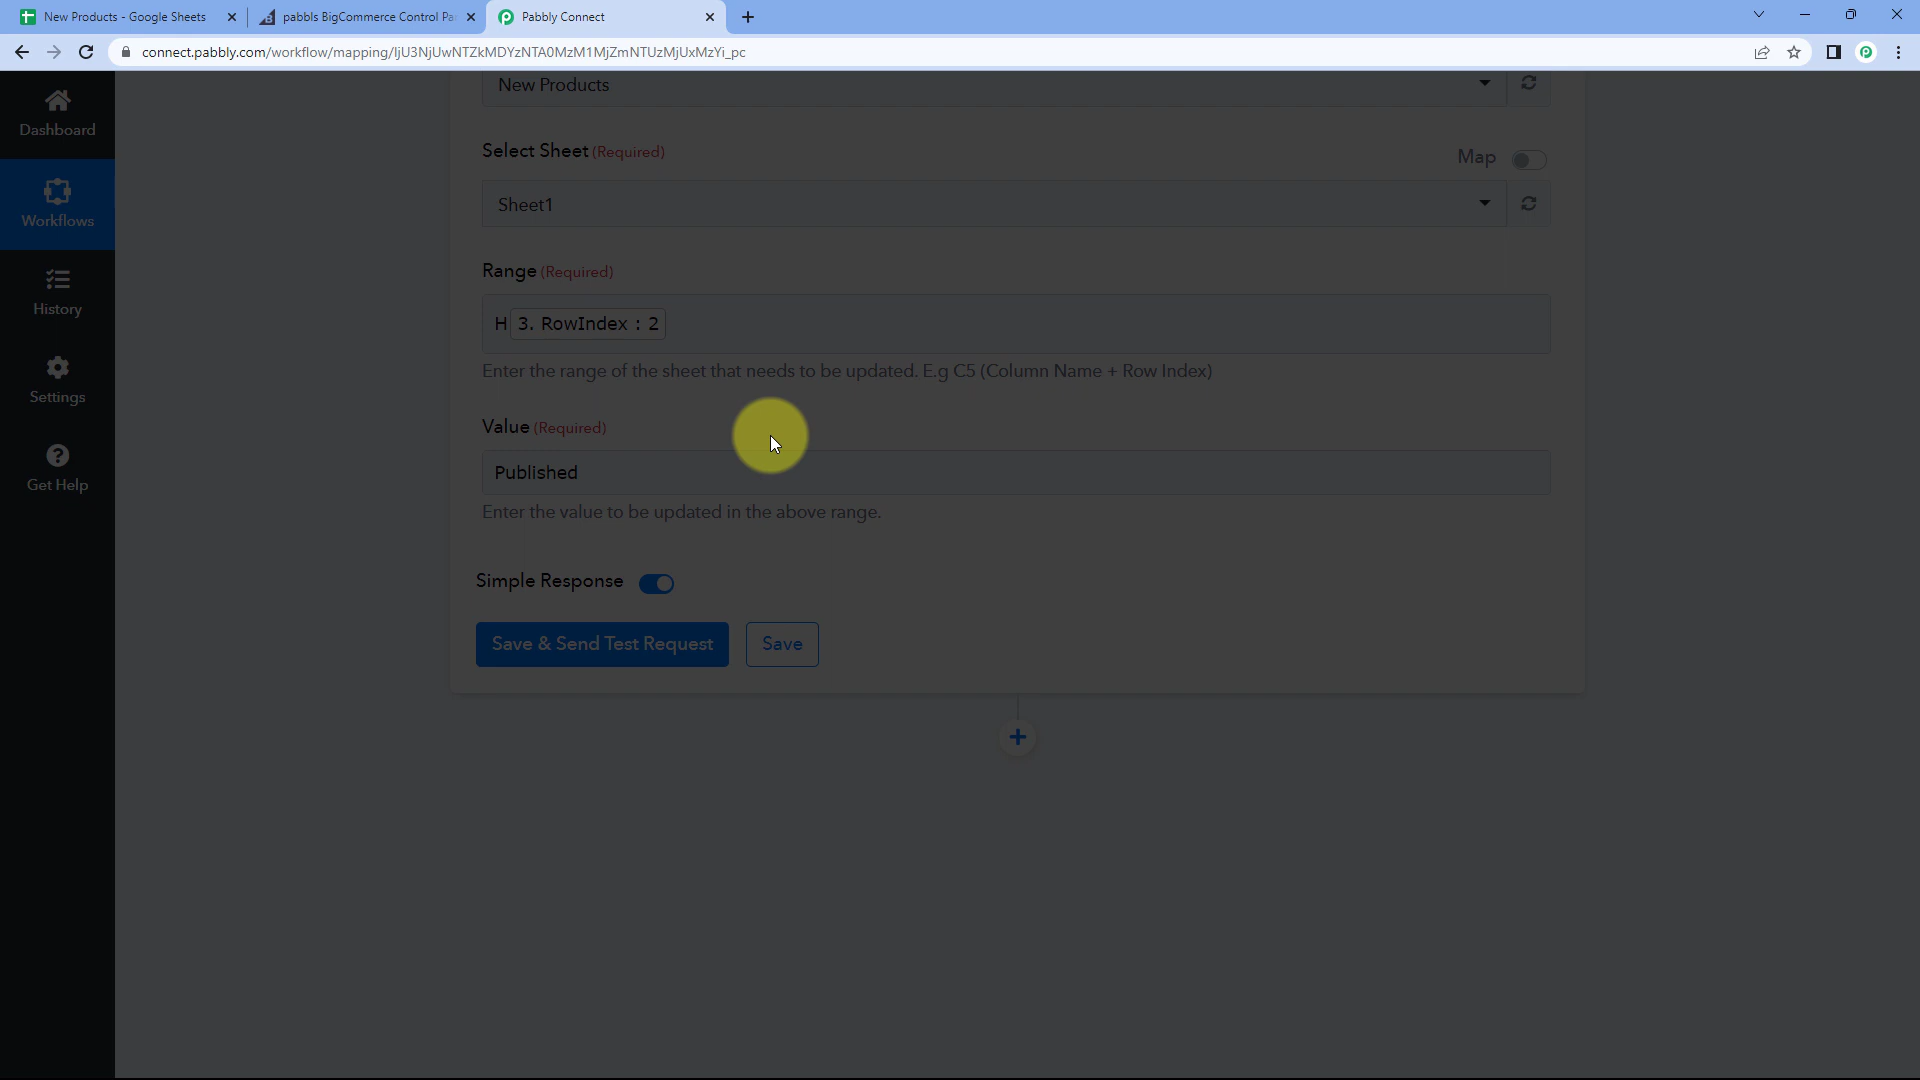 New Products - Google Sheets
pabbls BigCommerce Control Pa
Pabbly Connect
connect.pabbly.com/workflow/mapping/IjU3NjUwNTZkMDYzNTA0MzM1MjZmNTUzMjUxMzYi_pc
Dashboard
Workflows
History
Settings
Get Help
New Products
Select Sheet (Required)
Map
Sheet1
Range (Required)
H 3. RowIndex : 2
Enter the range of the sheet that needs to be updated. E.g C5 (Column Name + Row Index)
Value (Required)
Published
Enter the value to be updated in the above range.
Simple Response
Save & Send Test Request
Save